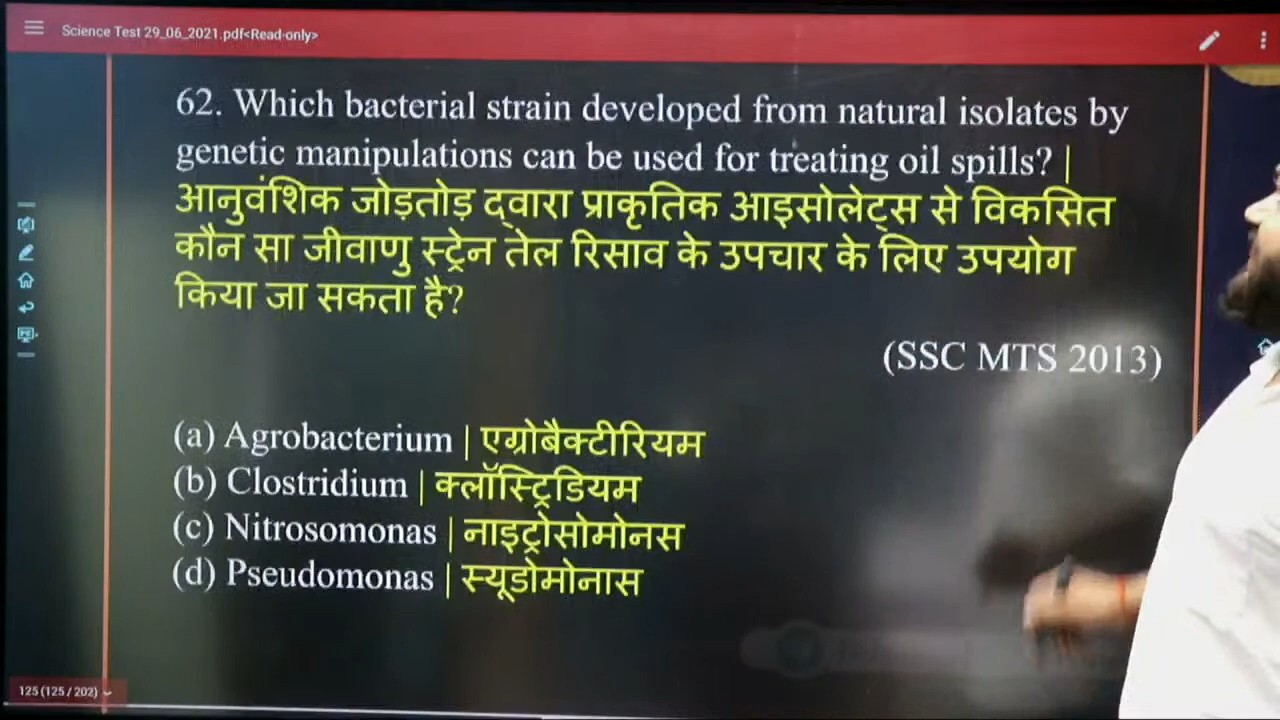 Science Test 29_06_2021.pdf<Read-only>
62. Which bacterial strain developed from natural isolates by
genetic manipulations can be used for treating oil spills? |
आनुवंशिक जोड़तोड़ द्वारा प्राकृतिक आइसोलेट्स से विकसित
कौन सा जीवाणु स्ट्रेन तेल रिसाव के उपचार के लिए उपयोग
किया जा सकता है?
(SSC MTS 2013)
(a) Agrobacterium | एग्रोबैक्टीरियम
(b) Clostridium | क्लॉस्ट्रिडियम
(c) Nitrosomonas | नाइट्रोसोमोनस
(d) Pseudomonas | स्यूडोमोनास
125 (125 / 202)